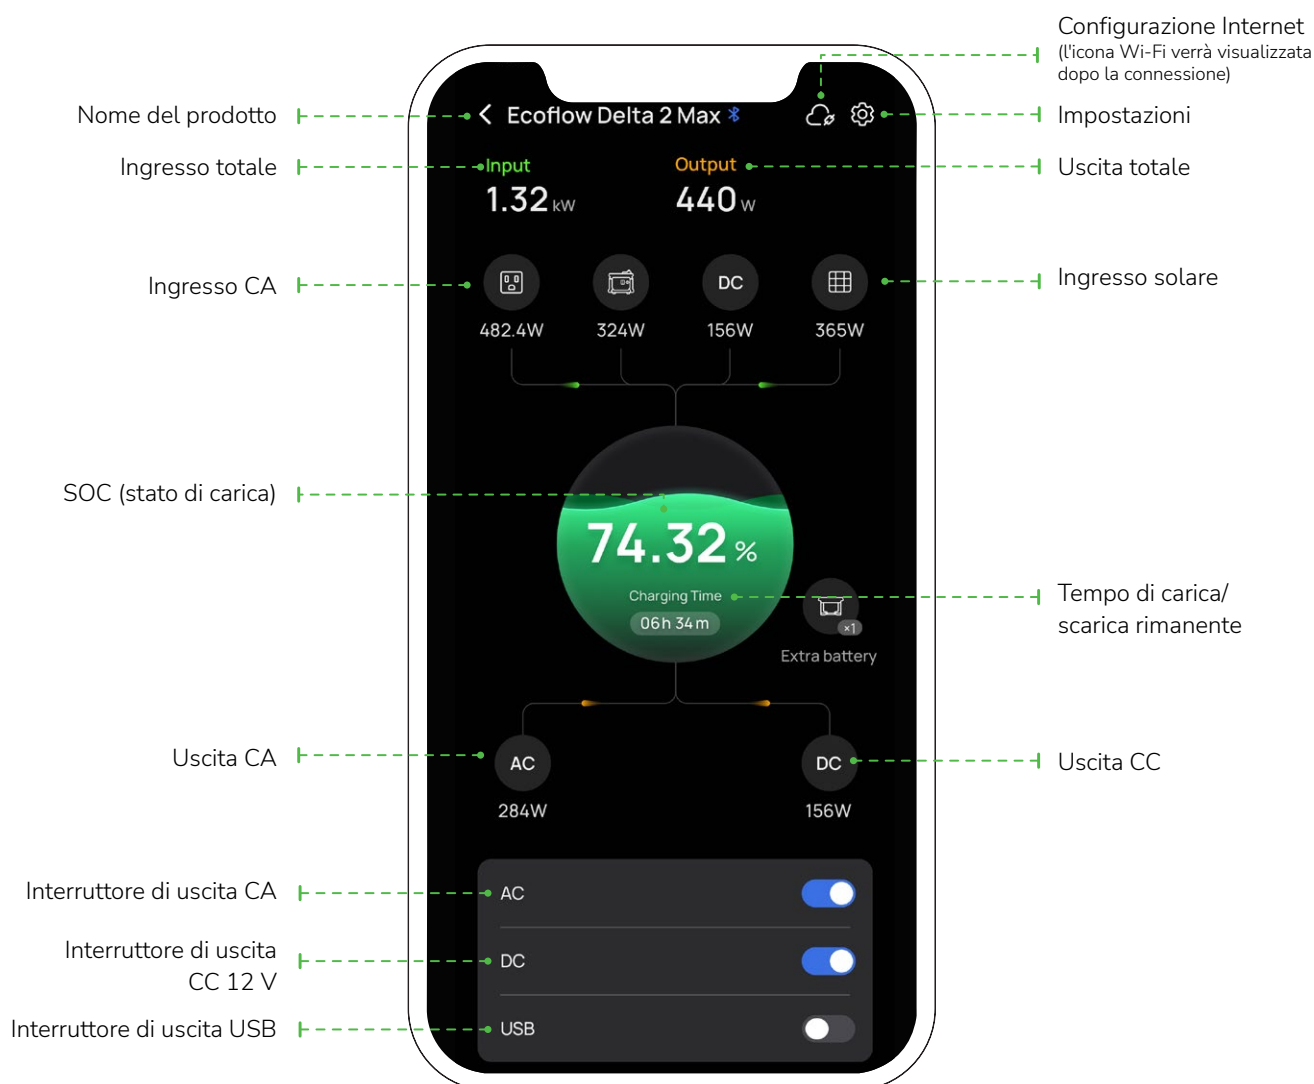 Configurazione Internet
(l'icona Wi-Fi verrà visualizzata
dopo la connessione)
Nome del prodotto
Ecoflow Delta 2 Max
Impostazioni
Ingresso totale
Input
Output
Uscita totale
1.32 kW
440 W
Ingresso CA
DC
Ingresso solare
482.4W
324W
156W
365W
SOC (stato di carica)
74.32 %
Charging Time
06h 34m
×1
Extra battery
Tempo di carica/
scarica rimanente
Uscita CA
AC
DC
Uscita CC
284W
156W
Interruttore di uscita CA
AC
Interruttore di uscita
CC 12 V
DC
Interruttore di uscita USB
USB